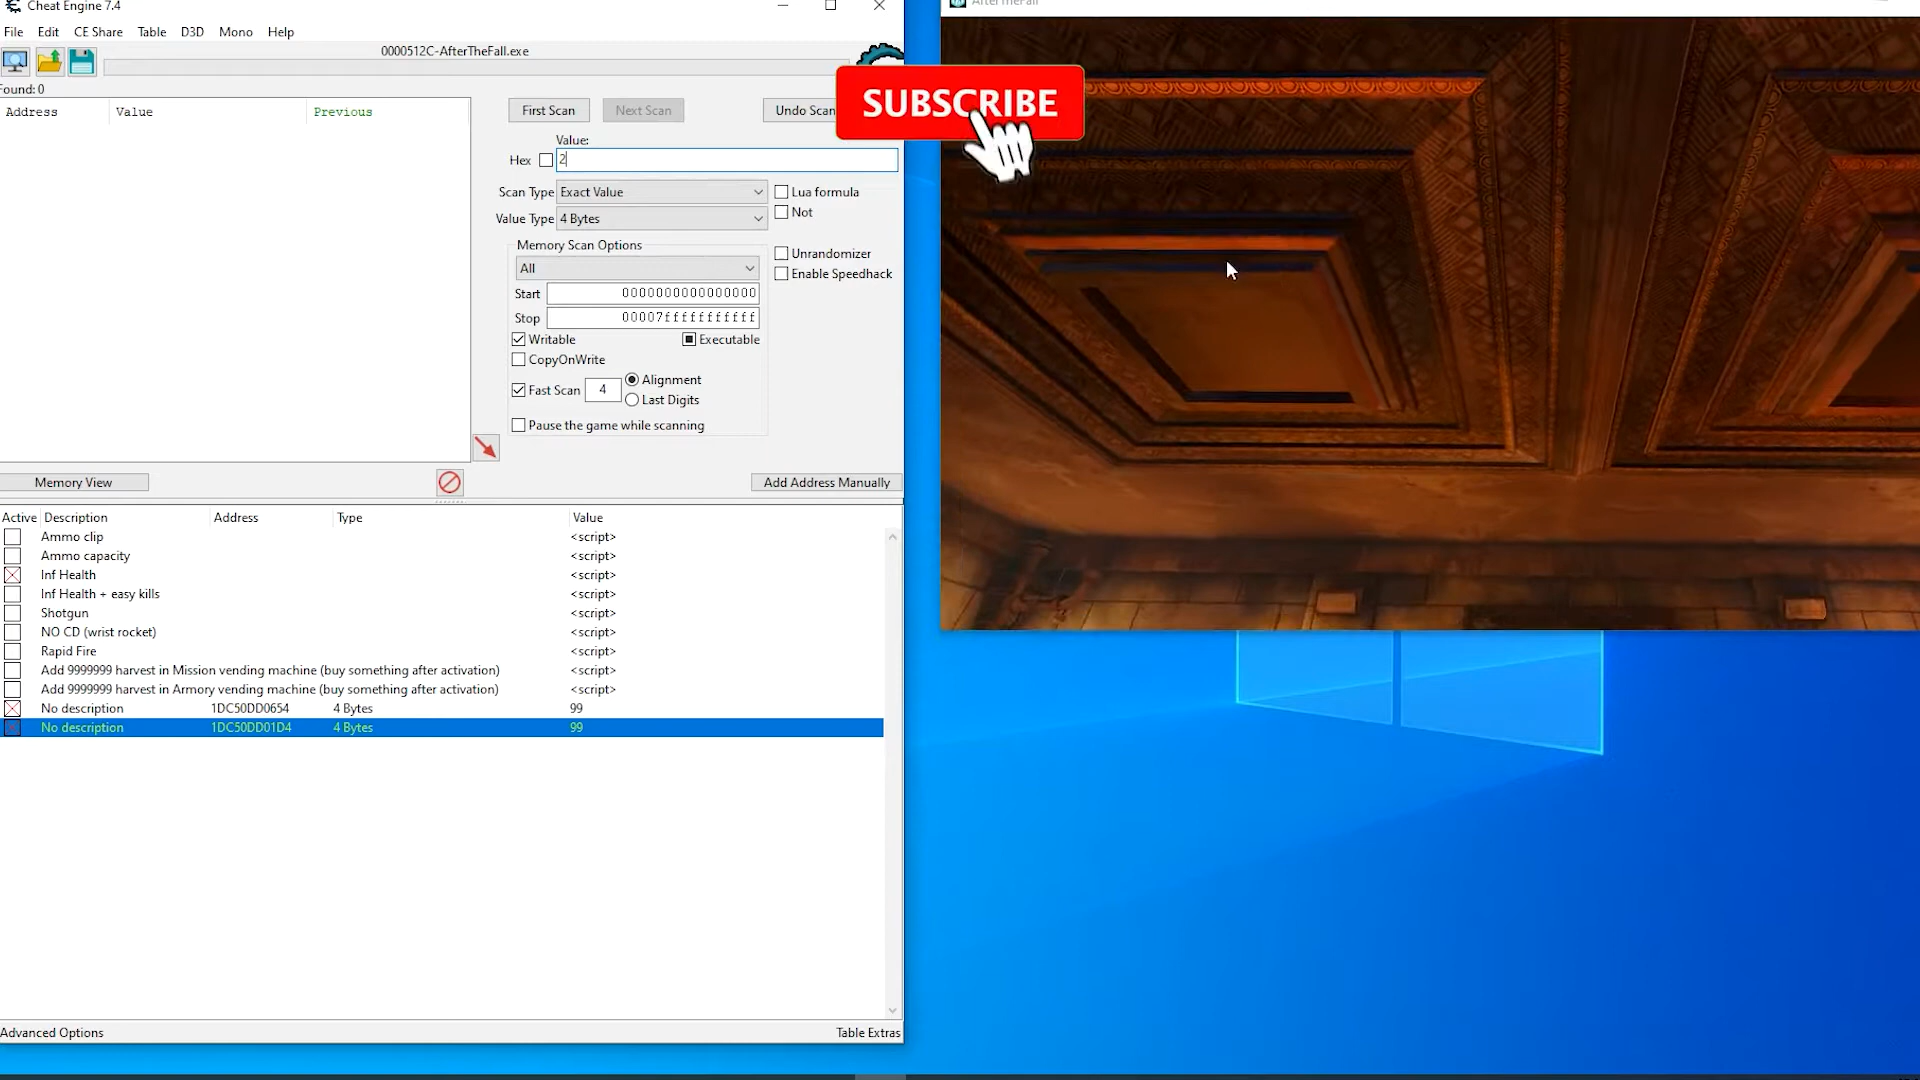 Cheat Engine 7.4
AfterTheFall
File Edit CE Share Table D3D Mono Help
0000512C-AfterTheFall.exe
Found: 0
Address Value Previous
First Scan Next Scan Undo Scan
SUBSCRIBE
Value:
Hex 2
Scan Type Exact Value Lua formula
Not
Value Type 4 Bytes
Memory Scan Options
All
Unrandomizer
Enable Speedhack
Start 0000000000000000
Stop 00007fffffffffff
Writable Executable
CopyOnWrite
Fast Scan 4 Alignment
Last Digits
Pause the game while scanning
Memory View Add Address Manually
Active Description Address Type Value
Ammo clip <script>
Ammo capacity <script>
Inf Health <script>
Inf Health + easy kills <script>
Shotgun <script>
NO CD (wrist rocket) <script>
Rapid Fire <script>
Add 9999999 harvest in Mission vending machine (buy something after activation) <script>
Add 9999999 harvest in Armory vending machine (buy something after activation) <script>
No description 1DC50DD0654 4 Bytes 99
No description 1DC50DD01D4 4 Bytes 99
Advanced Options Table Extras